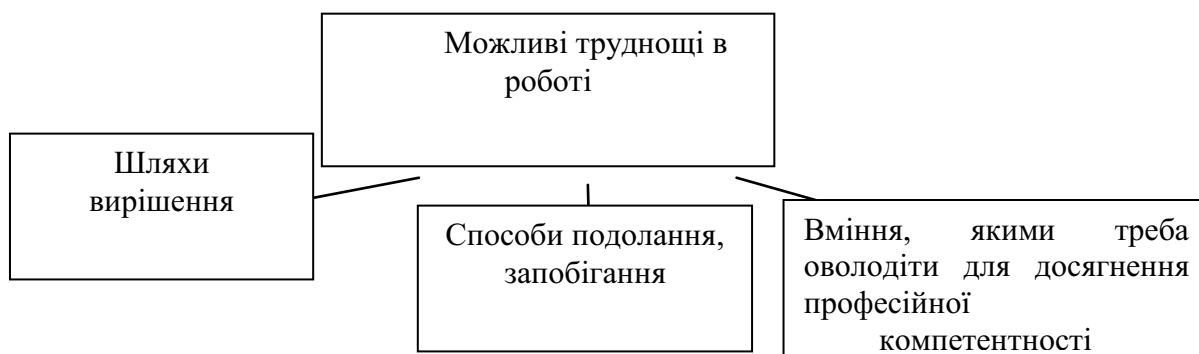 Можливі труднощі в
роботі
Шляхи
вирішення
Способи подолання,
запобігання
Вміння, якими треба
оволодіти для досягнення
професійної
компетентності